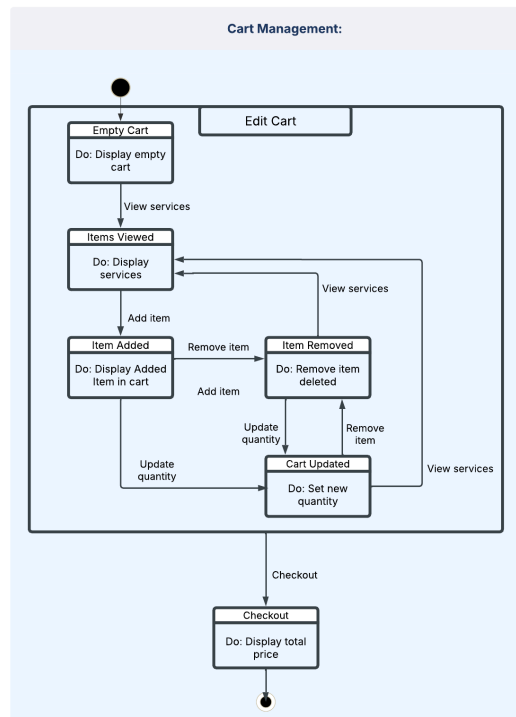 Cart Management:
Edit Cart
Empty Cart
Do: Display empty
cart
View services
Items Viewed
Do: Display
services
View services
Add item
Item Added
Do: Display Added
Item in cart
Remove item
Item Removed
Do: Remove item
deleted
Add item
Update
quantity
Remove
item
Update
quantity
Cart Updated
Do: Set new
quantity
View services
Checkout
Checkout
Do: Display total
price